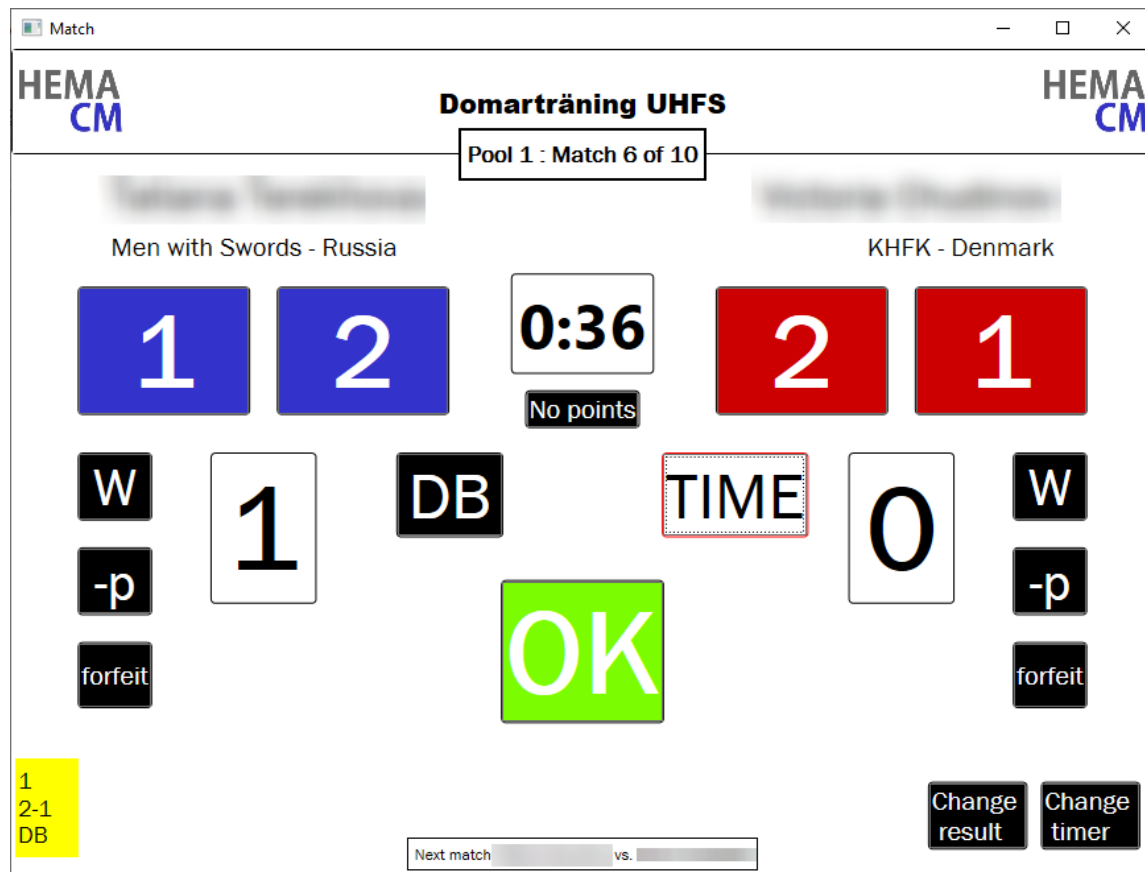 Match
HEMA
CM
HEMA
CM
Domarträning UHFS
Pool 1 : Match 6 of 10
Men with Swords - Russia
KHFK - Denmark
1
2
0:36
2
1
No points
W
1
DB
TIME
0
W
-p
-p
OK
forfeit
forfeit
1
2-1
DB
Change
result
Change
timer
Next match
vs.